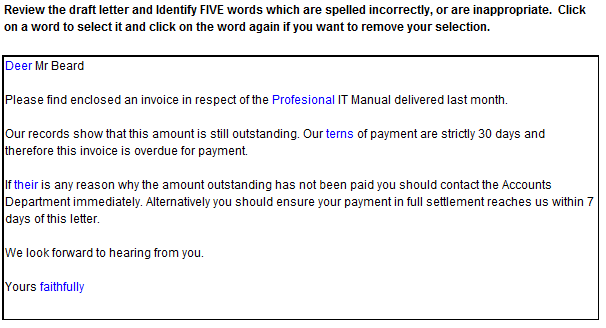 Review the draft letter and Identify FIVE words which are spelled incorrectly, or are inappropriate.  Click
on a word to select it and click on the word again if you want to remove your selection.
Deer Mr Beard
Please find enclosed an invoice in respect of the Profesional IT Manual delivered last month.
Our records show that this amount is still outstanding. Our terns of payment are strictly 30 days and
therefore this invoice is overdue for payment.
If their is any reason why the amount outstanding has not been paid you should contact the Accounts
Department immediately. Alternatively you should ensure your payment in full settlement reaches us within 7
days of this letter.
We look forward to hearing from you.
Yours faithfully